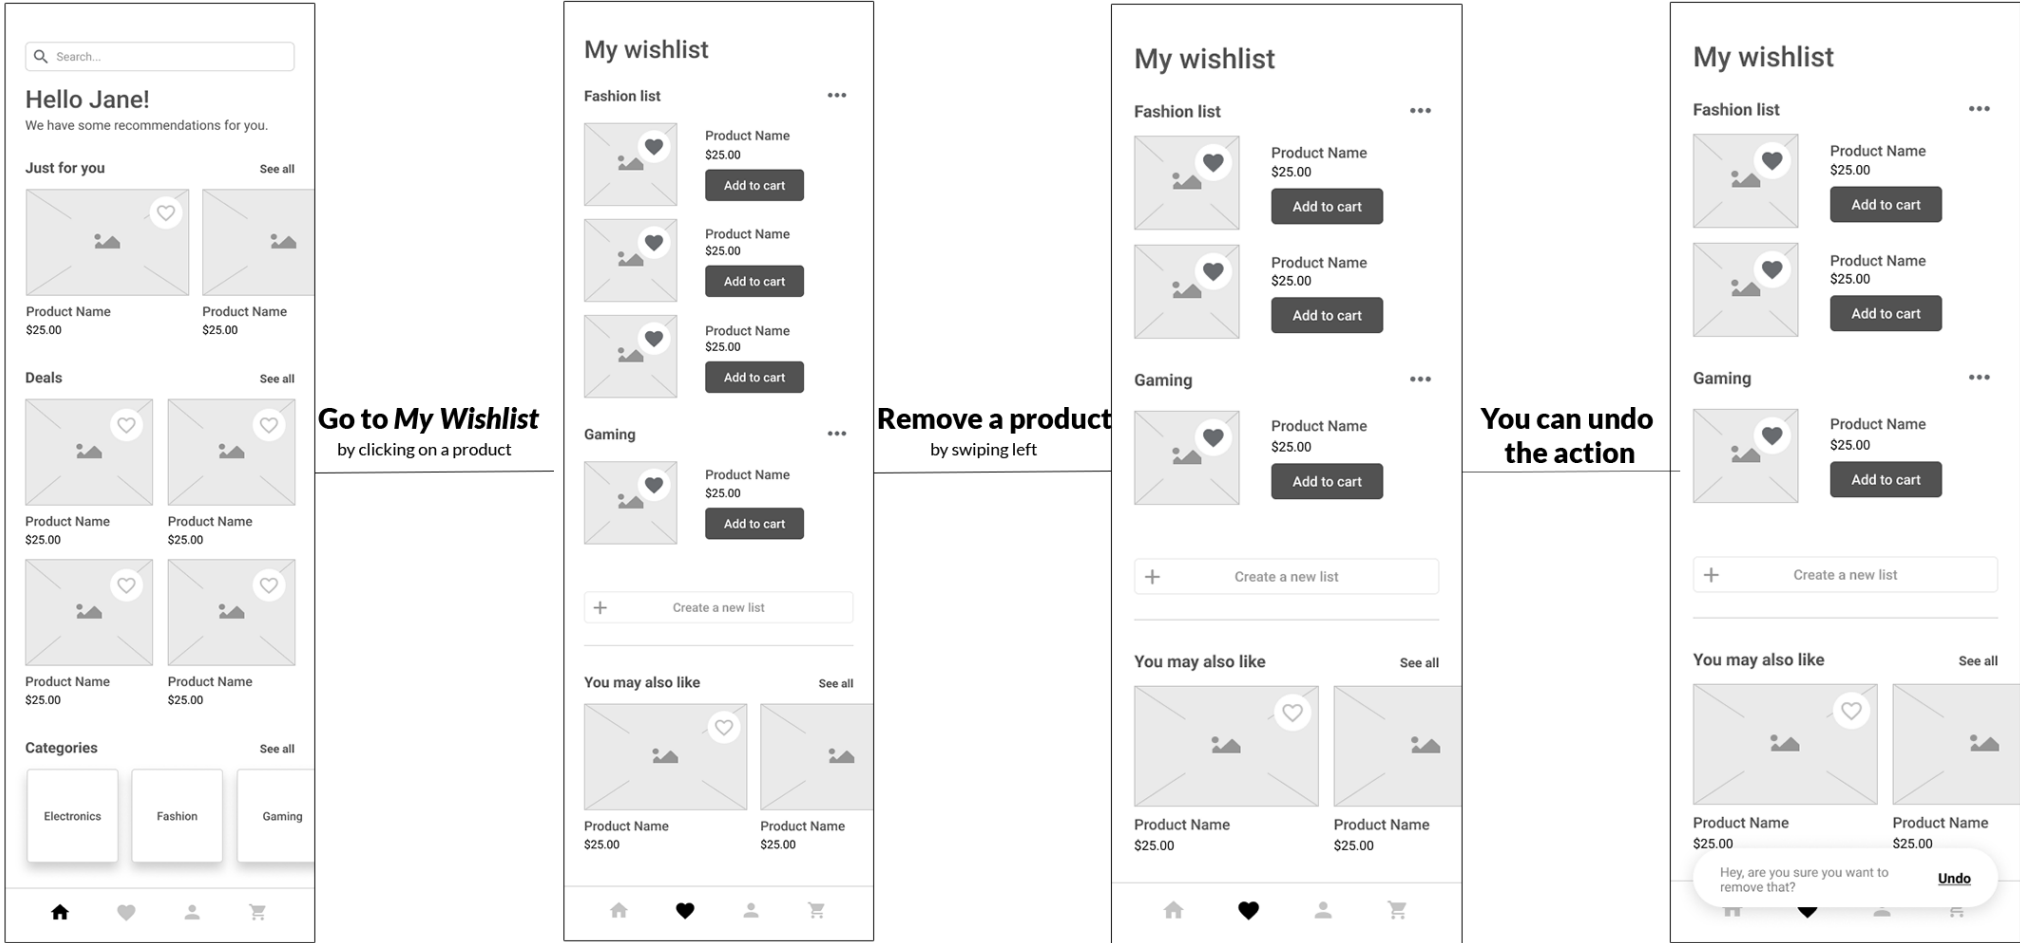 Search...
Hello Jane!
We have some recommendations for you.
Just for you
See all
Product Name
$25.00
Product Name
$25.00
Deals
See all
Product Name
$25.00
Product Name
$25.00
Product Name
$25.00
Product Name
$25.00
Categories
See all
Electronics
Fashion
Gaming
Go to My Wishlist
by clicking on a product
My wishlist
Fashion list
Product Name
$25.00
Add to cart
Product Name
$25.00
Add to cart
Product Name
$25.00
Add to cart
Gaming
Product Name
$25.00
Add to cart
Create a new list
You may also like
See all
Product Name
$25.00
Product Name
$25.00
Remove a product
by swiping left
My wishlist
Fashion list
Product Name
$25.00
Add to cart
Product Name
$25.00
Add to cart
Gaming
Product Name
$25.00
Add to cart
Create a new list
You may also like
See all
Product Name
$25.00
Product Name
You can undo
the action
My wishlist
Fashion list
Product Name
$25.00
Add to cart
Product Name
$25.00
Add to cart
Gaming
Product Name
$25.00
Add to cart
Create a new list
You may also like
See all
Product Name
$25.00
Product Name
$25.00
Hey, are you sure you want to
remove that?
Undo